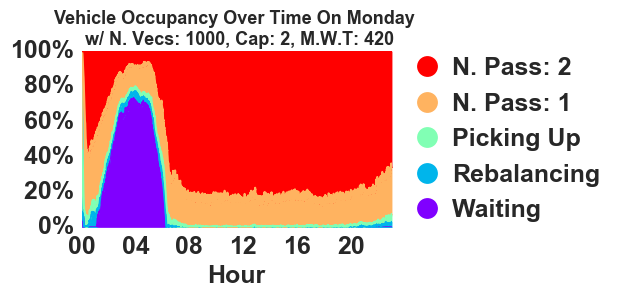 Vehicle Occupancy Over Time On Monday
w/ N. Vecs: 1000, Cap: 2, M.W.T: 420
100%
80%
60%
40%
20%
0%
00 04 08 12 16 20
Hour
N. Pass: 2
N. Pass: 1
Picking Up
Rebalancing
Waiting